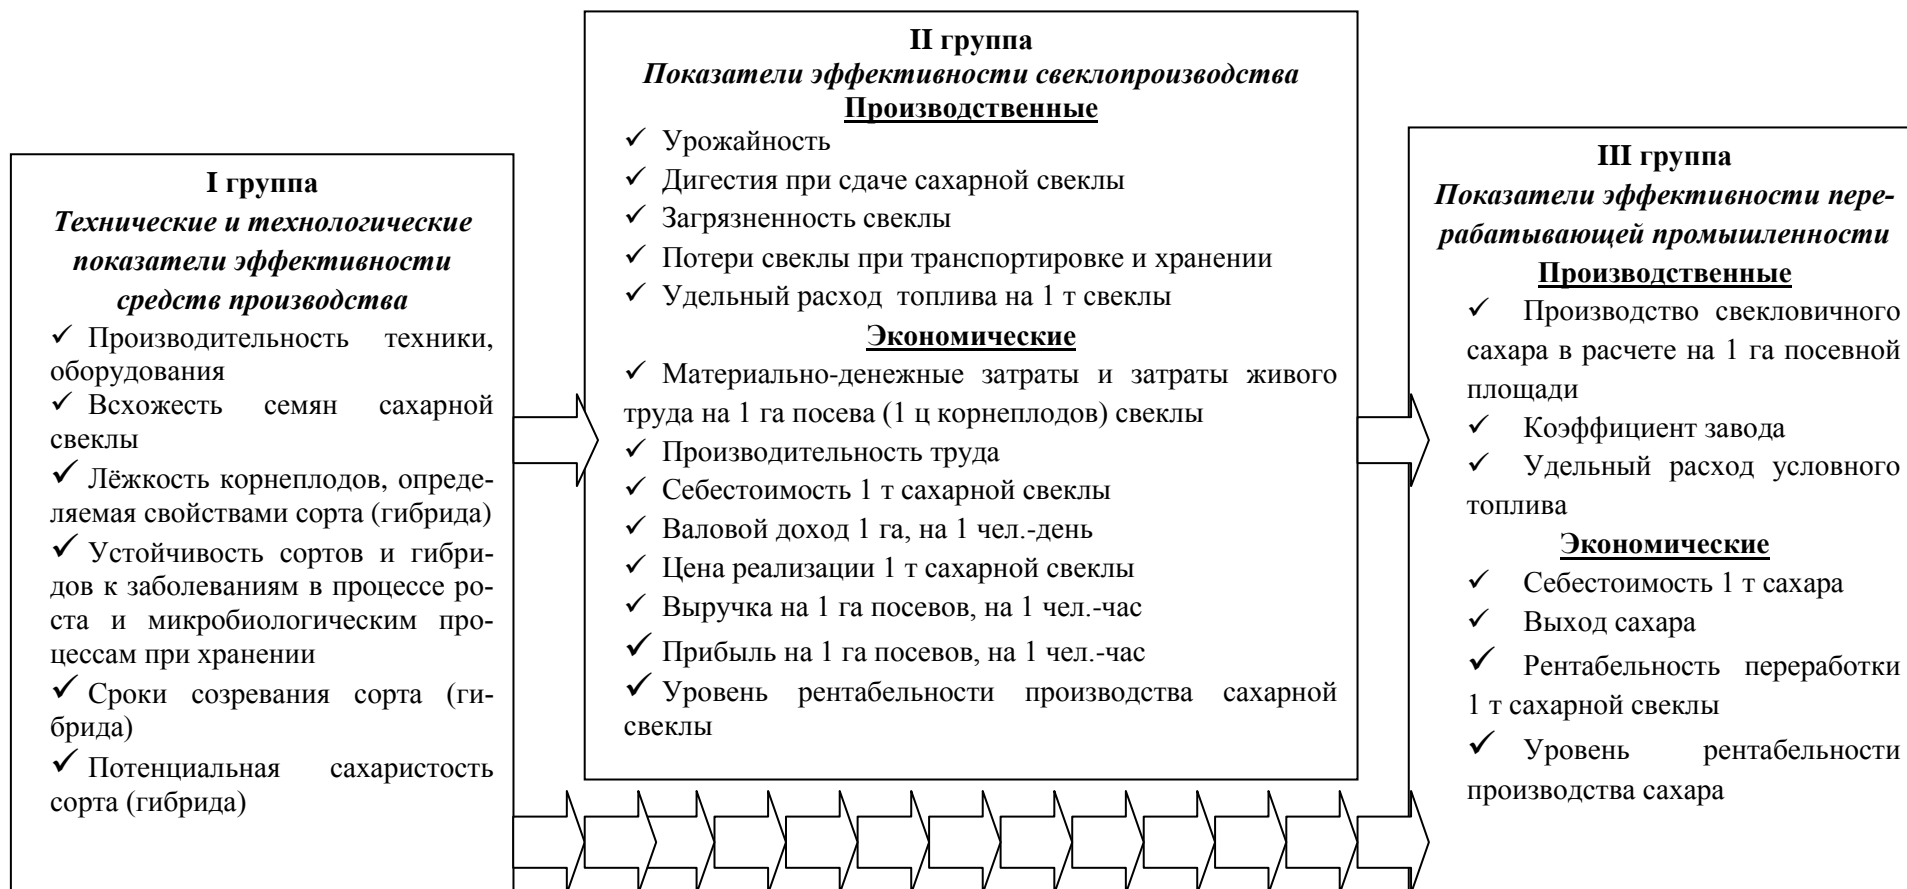 I группа
Технические и технологические
показатели эффективности
средств производства
✓ Производительность техники,
оборудования
✓ Всхожесть семян сахарной
свеклы
✓ Лёжкость корнеплодов, опреде-
ляемая свойствами сорта (гибрида)
✓ Устойчивость сортов и гибри-
дов к заболеваниям в процессе ро-
ста и микробиологическим про-
цессам при хранении
✓ Сроки созревания сорта (ги-
брида)
✓ Потенциальная сахаристость
сорта (гибрида)
II группа
Показатели эффективности свеклопроизводства
Производственные
✓ Урожайность
✓ Дигестия при сдаче сахарной свеклы
✓ Загрязненность свеклы
✓ Потери свеклы при транспортировке и хранении
✓ Удельный расход топлива на 1 т свеклы
Экономические
✓ Материально-денежные затраты и затраты живого
труда на 1 га посева (1 ц корнеплодов) свеклы
✓ Производительность труда
✓ Себестоимость 1 т сахарной свеклы
✓ Валовой доход 1 га, на 1 чел.-день
✓ Цена реализации 1 т сахарной свеклы
✓ Выручка на 1 га посевов, на 1 чел.-час
✓ Прибыль на 1 га посевов, на 1 чел.-час
✓ Уровень рентабельности производства сахарной
свеклы
III группа
Показатели эффективности пере-
рабатывающей промышленности
Производственные
✓ Производство свекловичного
сахара в расчете на 1 га посевной
площади
✓ Коэффициент завода
✓ Удельный расход условного
топлива
Экономические
✓ Себестоимость 1 т сахара
✓ Выход сахара
✓ Рентабельность переработки
1 т сахарной свеклы
✓ Уровень рентабельности
производства сахара